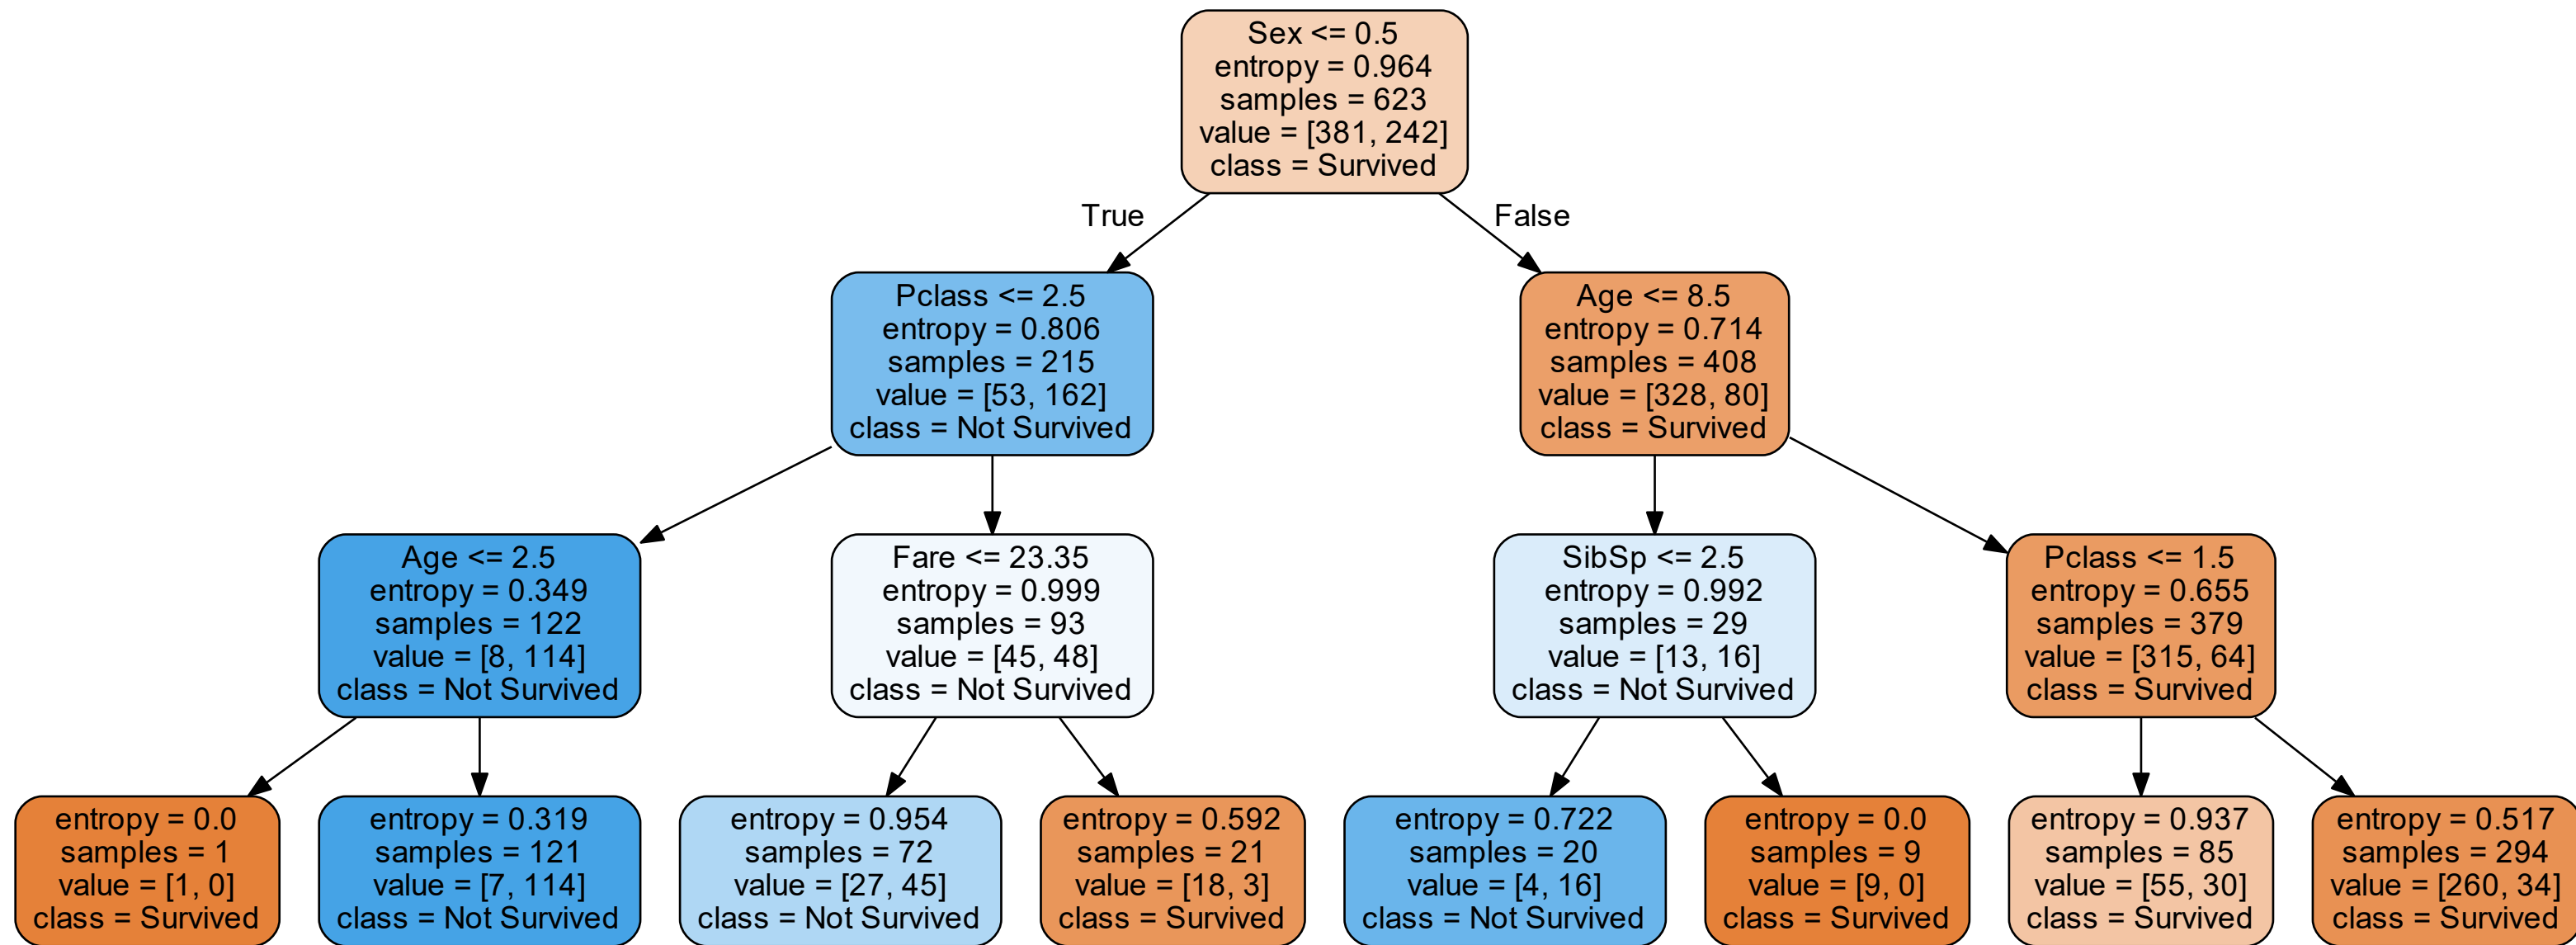 Sex <= 0.5
entropy = 0.964
samples = 623
value = [381, 242]
class = Survived
True
False
Pclass <= 2.5
entropy = 0.806
samples = 215
value = [53, 162]
class = Not Survived
Age <= 8.5
entropy = 0.714
samples = 408
value = [328, 80]
class = Survived
Age <= 2.5
entropy = 0.349
samples = 122
value = [8, 114]
class = Not Survived
Fare <= 23.35
entropy = 0.999
samples = 93
value = [45, 48]
class = Not Survived
SibSp <= 2.5
entropy = 0.992
samples = 29
value = [13, 16]
class = Not Survived
Pclass <= 1.5
entropy = 0.655
samples = 379
value = [315, 64]
class = Survived
entropy = 0.0
samples = 1
value = [1, 0]
class = Survived
entropy = 0.319
samples = 121
value = [7, 114]
class = Not Survived
entropy = 0.954
samples = 72
value = [27, 45]
class = Not Survived
entropy = 0.592
samples = 21
value = [18, 3]
class = Survived
entropy = 0.722
samples = 20
value = [4, 16]
class = Not Survived
entropy = 0.0
samples = 9
value = [9, 0]
class = Survived
entropy = 0.937
samples = 85
value = [55, 30]
class = Survived
entropy = 0.517
samples = 294
value = [260, 34]
class = Survived